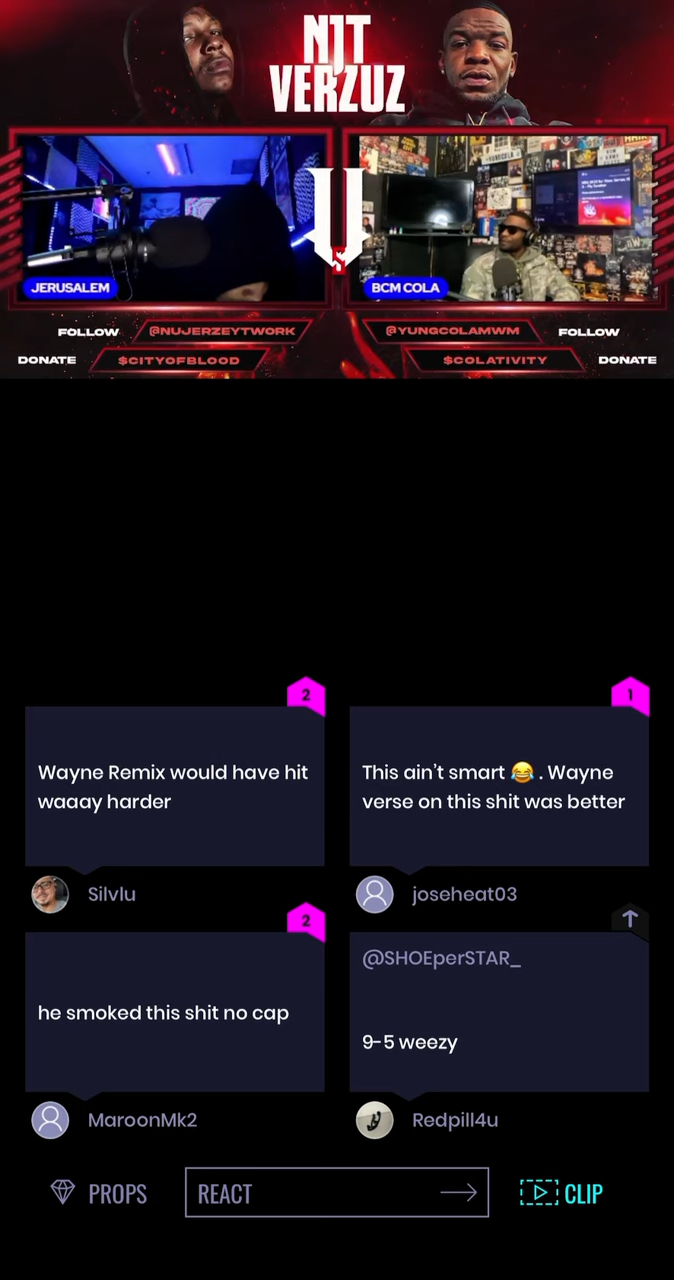 NJT
VERZUZ
JERUSALEM
BCM COLA
FOLLOW
@NUJERZEYTWORK
@YUNGCOLAMWM
FOLLOW
DONATE
$CITYOFBLOOD
$COLATIVITY
DONATE
2
1
Wayne Remix would have hit
waaay harder
This ain't smart 😂 . Wayne
verse on this shit was better
Silvlu
joseheat03
2
@SHOEperSTAR_
he smoked this shit no cap
9-5 weezy
MaroonMk2
Redpill4u
PROPS
REACT
CLIP